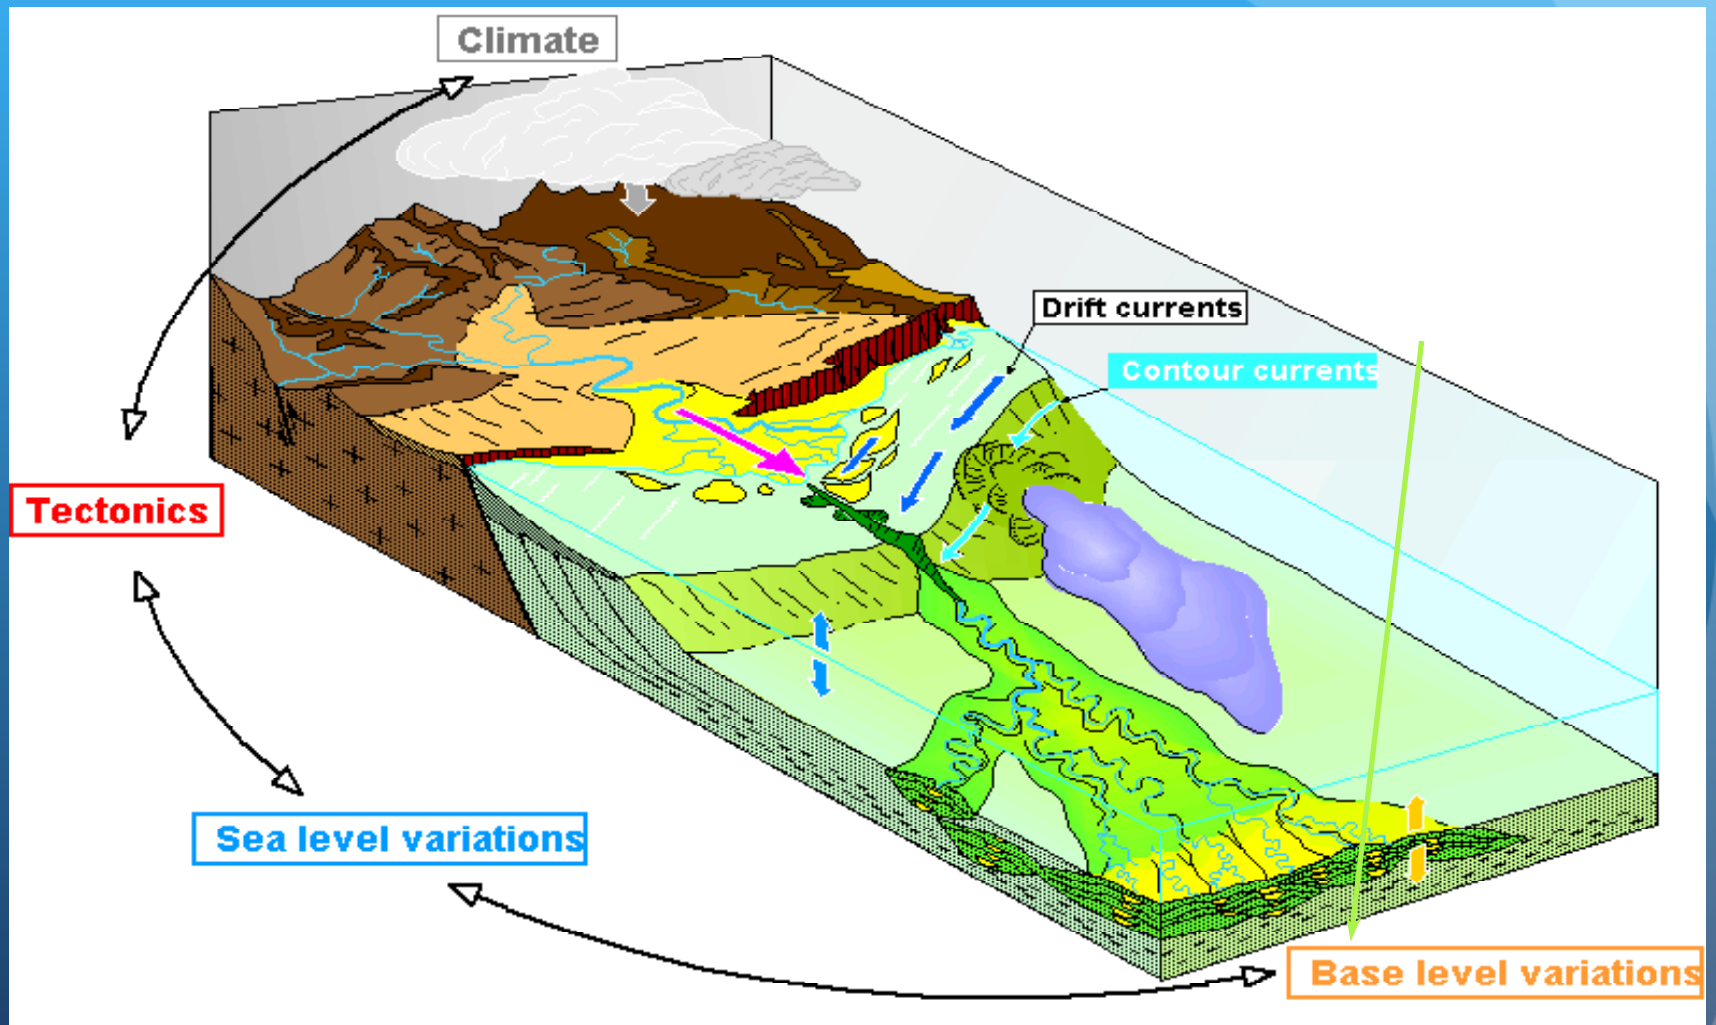 Climate
Drift currents
Contour currents
Tectonics
Sea level variations
Base level variations